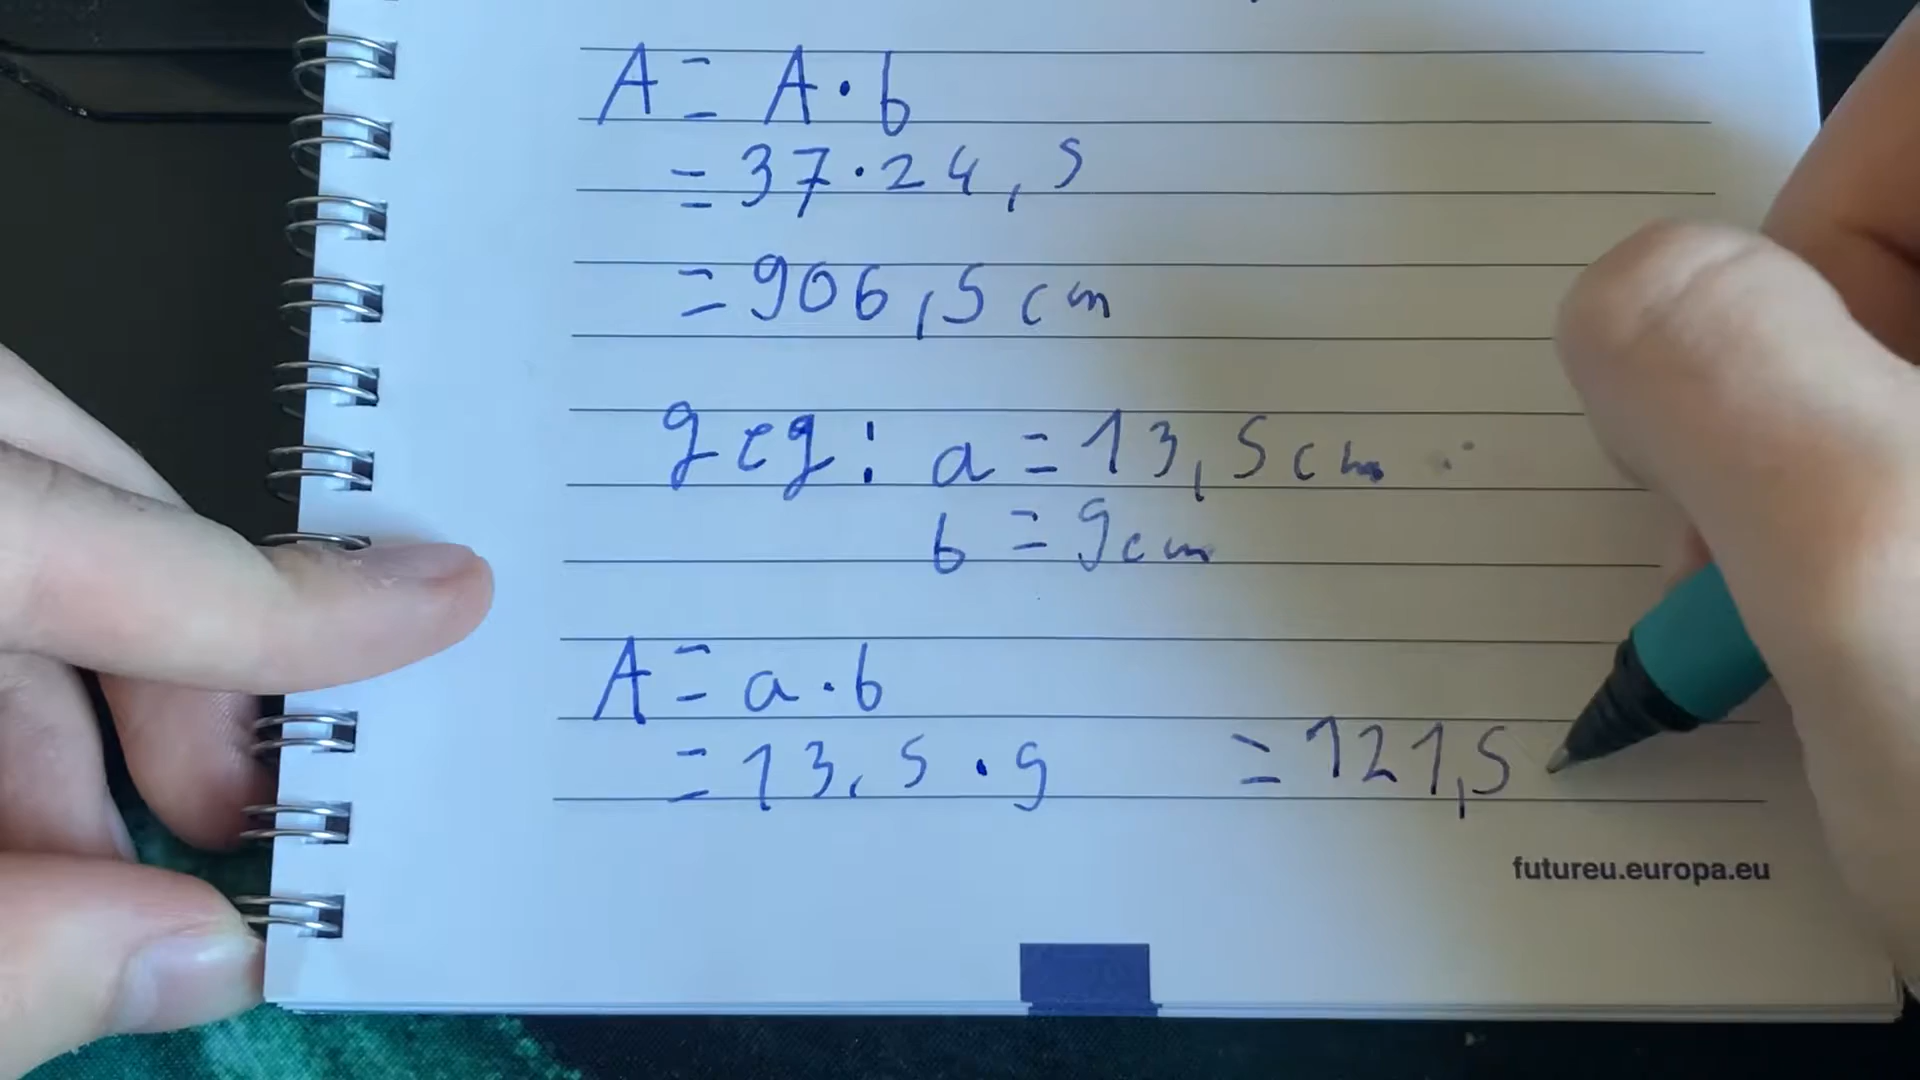 A = A · b
= 37 · 24,5
= 906,5 cm
geg: a = 13,5 cm
b = 9 cm
A = a · b
= 13,5 · 9 = 121,5
futureu.europa.eu